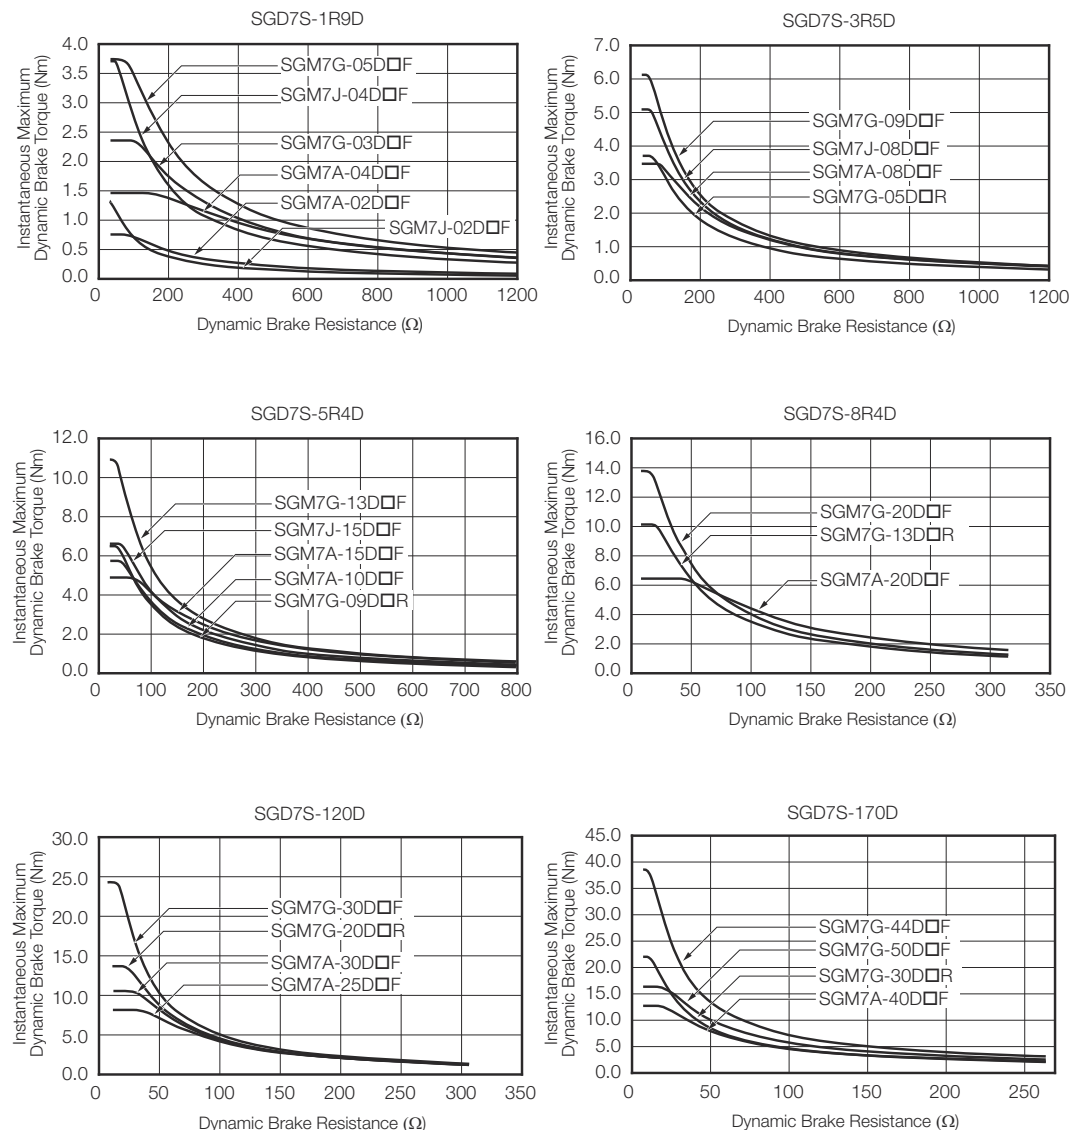 SGD7S-1R9D
Instantaneous Maximum
Dynamic Brake Torque (Nm)
4.0
3.5
3.0
2.5
2.0
1.5
1.0
0.5
0.0
SGM7G-05D□F
SGM7J-04D□F
SGM7G-03D□F
SGM7A-04D□F
SGM7A-02D□F
SGM7J-02D□F
0 200 400 600 800 1000 1200
Dynamic Brake Resistance (Ω)
SGD7S-3R5D
Instantaneous Maximum
Dynamic Brake Torque (Nm)
7.0
6.0
5.0
4.0
3.0
2.0
1.0
0.0
SGM7G-09D□F
SGM7J-08D□F
SGM7A-08D□F
SGM7G-05D□R
0 200 400 600 800 1000 1200
Dynamic Brake Resistance (Ω)
SGD7S-5R4D
Instantaneous Maximum
Dynamic Brake Torque (Nm)
12.0
10.0
8.0
6.0
4.0
2.0
0.0
SGM7G-13D□F
SGM7J-15D□F
SGM7A-15D□F
SGM7A-10D□F
SGM7G-09D□R
0 100 200 300 400 500 600 700 800
Dynamic Brake Resistance (Ω)
SGD7S-8R4D
Instantaneous Maximum
Dynamic Brake Torque (Nm)
16.0
14.0
12.0
10.0
8.0
6.0
4.0
2.0
0.0
SGM7G-20D□F
SGM7G-13D□R
SGM7A-20D□F
0 50 100 150 200 250 300 350
Dynamic Brake Resistance (Ω)
SGD7S-120D
Instantaneous Maximum
Dynamic Brake Torque (Nm)
30.0
25.0
20.0
15.0
10.0
5.0
0.0
SGM7G-30D□F
SGM7G-20D□R
SGM7A-30D□F
SGM7A-25D□F
0 50 100 150 200 250 300 350
Dynamic Brake Resistance (Ω)
SGD7S-170D
Instantaneous Maximum
Dynamic Brake Torque (Nm)
45.0
40.0
35.0
30.0
25.0
20.0
15.0
10.0
5.0
0.0
SGM7G-44D□F
SGM7G-50D□F
SGM7G-30D□R
SGM7A-40D□F
0 50 100 150 200 250
Dynamic Brake Resistance (Ω)